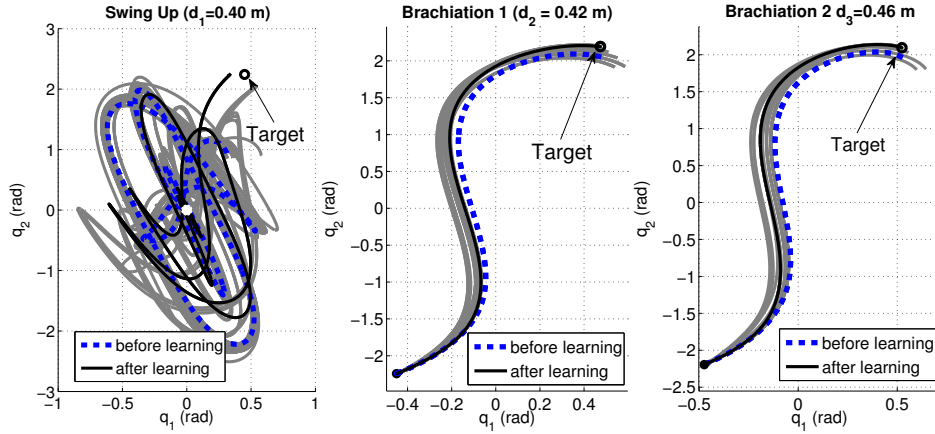 Swing Up (d1=0.40 m)
3
2
1
0
−1
−2
−3
−1
−0.5
0
0.5
1
q2 (rad)
q1 (rad)
Target
before learning
after learning
Brachiation 1 (d2 = 0.42 m)
2
1.5
1
0.5
0
−0.5
−1
−1.5
−2
−0.4
−0.2
0
0.2
0.4
q2 (rad)
q1 (rad)
Target
before learning
after learning
Brachiation 2 d3=0.46 m
2
1.5
1
0.5
0
−0.5
−1
−1.5
−2
−2.5
−0.5
0
0.5
q2 (rad)
q1 (rad)
Target
before learning
after learning